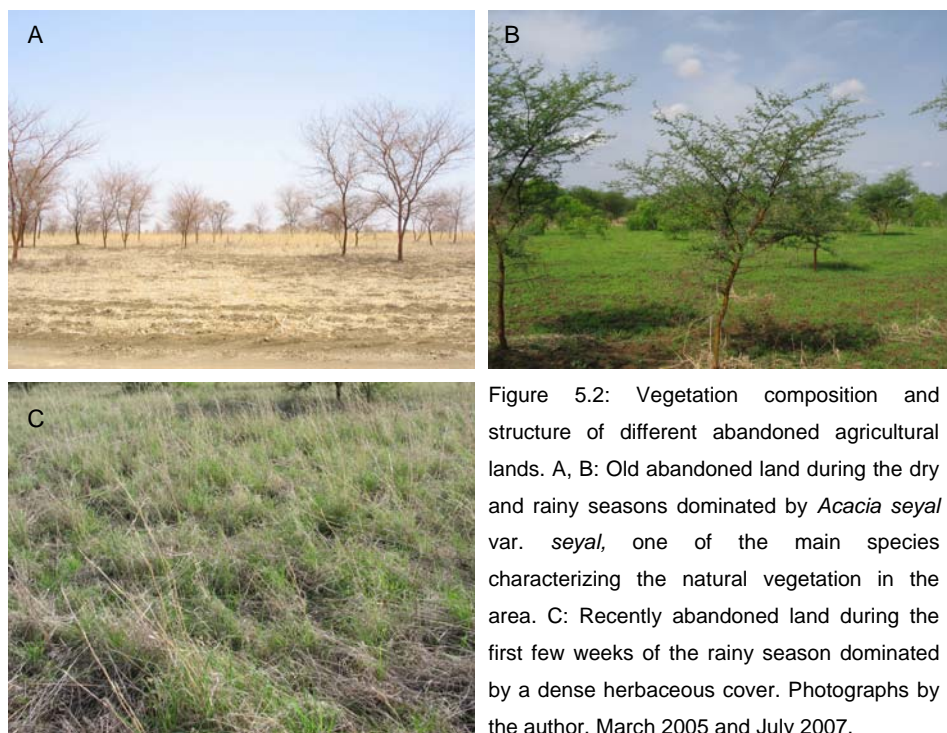 A
B
C
Figure 5.2: Vegetation composition and
structure of different abandoned agricultural
lands. A, B: Old abandoned land during the dry
and rainy seasons dominated by Acacia seyal
var. seyal, one of the main species
characterizing the natural vegetation in the
area. C: Recently abandoned land during the
first few weeks of the rainy season dominated
by a dense herbaceous cover. Photographs by
the author, March 2005 and July 2007.